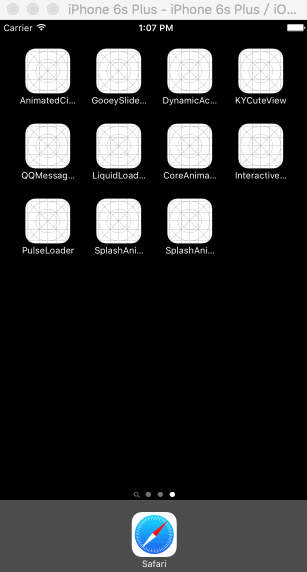 iPhone 6s Plus - iPhone 6s Plus / iO...
Carrier 1:07 PM
AnimatedCi... GooeySlide... DynamicAc... KYCuteView
QQMessag... LiquidLoad... CoreAnima... Interactive...
PulseLoader SplashAni... SplashAni...
Safari